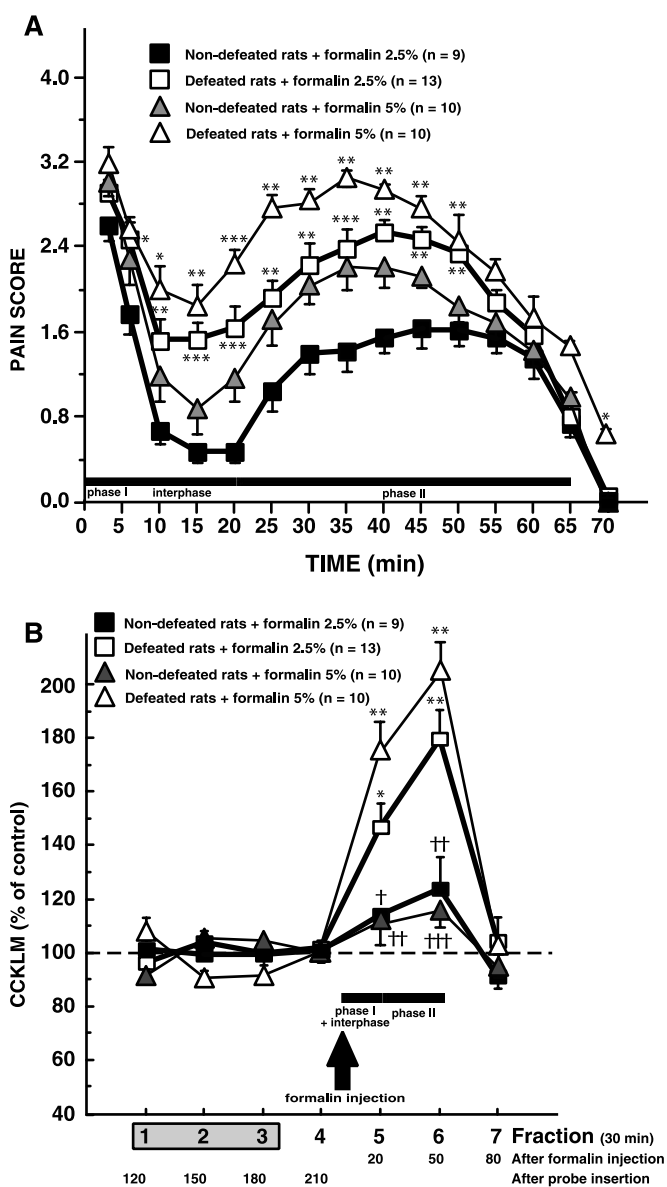 A
Non-defeated rats + formalin 2.5% (n = 9)
Defeated rats + formalin 2.5% (n = 13)
Non-defeated rats + formalin 5% (n = 10)
Defeated rats + formalin 5% (n = 10)
4.0
3.2
2.4
1.6
0.8
0.0
PAIN SCORE
** ** ** ** ** ** **
*** *** **
* * ** ** ** **
** *** *** **
*
phase I interphase phase II
0 5 10 15 20 25 30 35 40 45 50 55 60 65 70
TIME (min)
B
Non-defeated rats + formalin 2.5% (n = 9)
Defeated rats + formalin 2.5% (n = 13)
Non-defeated rats + formalin 5% (n = 10)
Defeated rats + formalin 5% (n = 10)
200
180
160
140
120
100
80
60
40
CCKLM (% of control)
**
** **
*
††
†
†† †††
phase I phase II
+ interphase
formalin injection
1 2 3 4 5 6 7 Fraction (30 min)
20 50 80 After formalin injection
120 150 180 210 After probe insertion